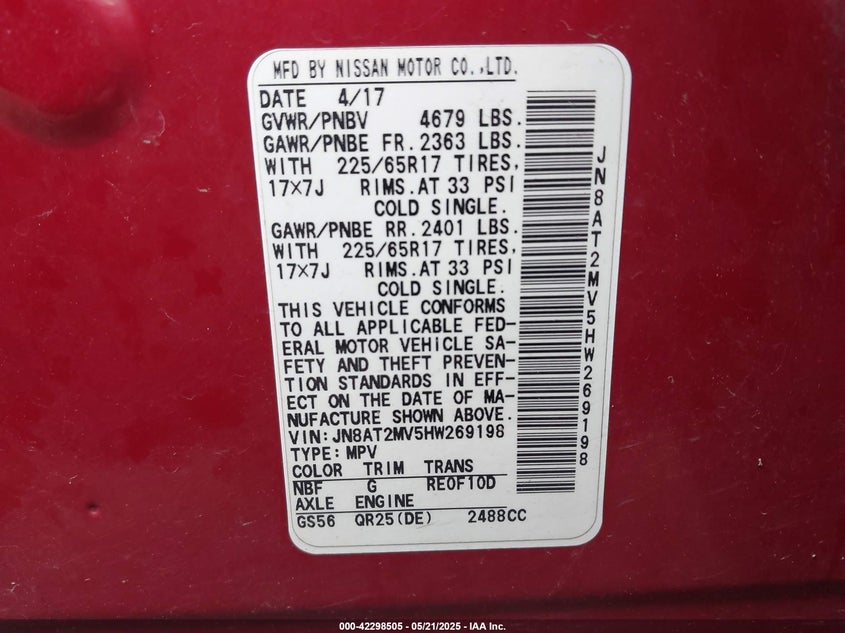 MFD BY NISSAN MOTOR CO.,LTD.
DATE 4/17
GVWR/PNBV 4679 LBS.
GAWR/PNBE FR.2363 LBS.
WITH 225/65R17 TIRES,
17×7J RIMS.AT 33 PSI
COLD SINGLE.
GAWR/PNBE RR.2401 LBS.
WITH 225/65R17 TIRES,
17×7J RIMS.AT 33 PSI
COLD SINGLE.
THIS VEHICLE CONFORMS
TO ALL APPLICABLE FED-
ERAL MOTOR VEHICLE SA-
FETY AND THEFT PREVEN-
TION STANDARDS IN EFF-
ECT ON THE DATE OF MA-
NUFACTURE SHOWN ABOVE.
VIN:JN8AT2MV5HW269198
TYPE:MPV
COLOR TRIM TRANS
NBF G RE0F10D
AXLE ENGINE
GS56 QR25(DE) 2488CC
JN8AT2MV5HW269198
000-42298505 - 05/21/2025 - IAA Inc.